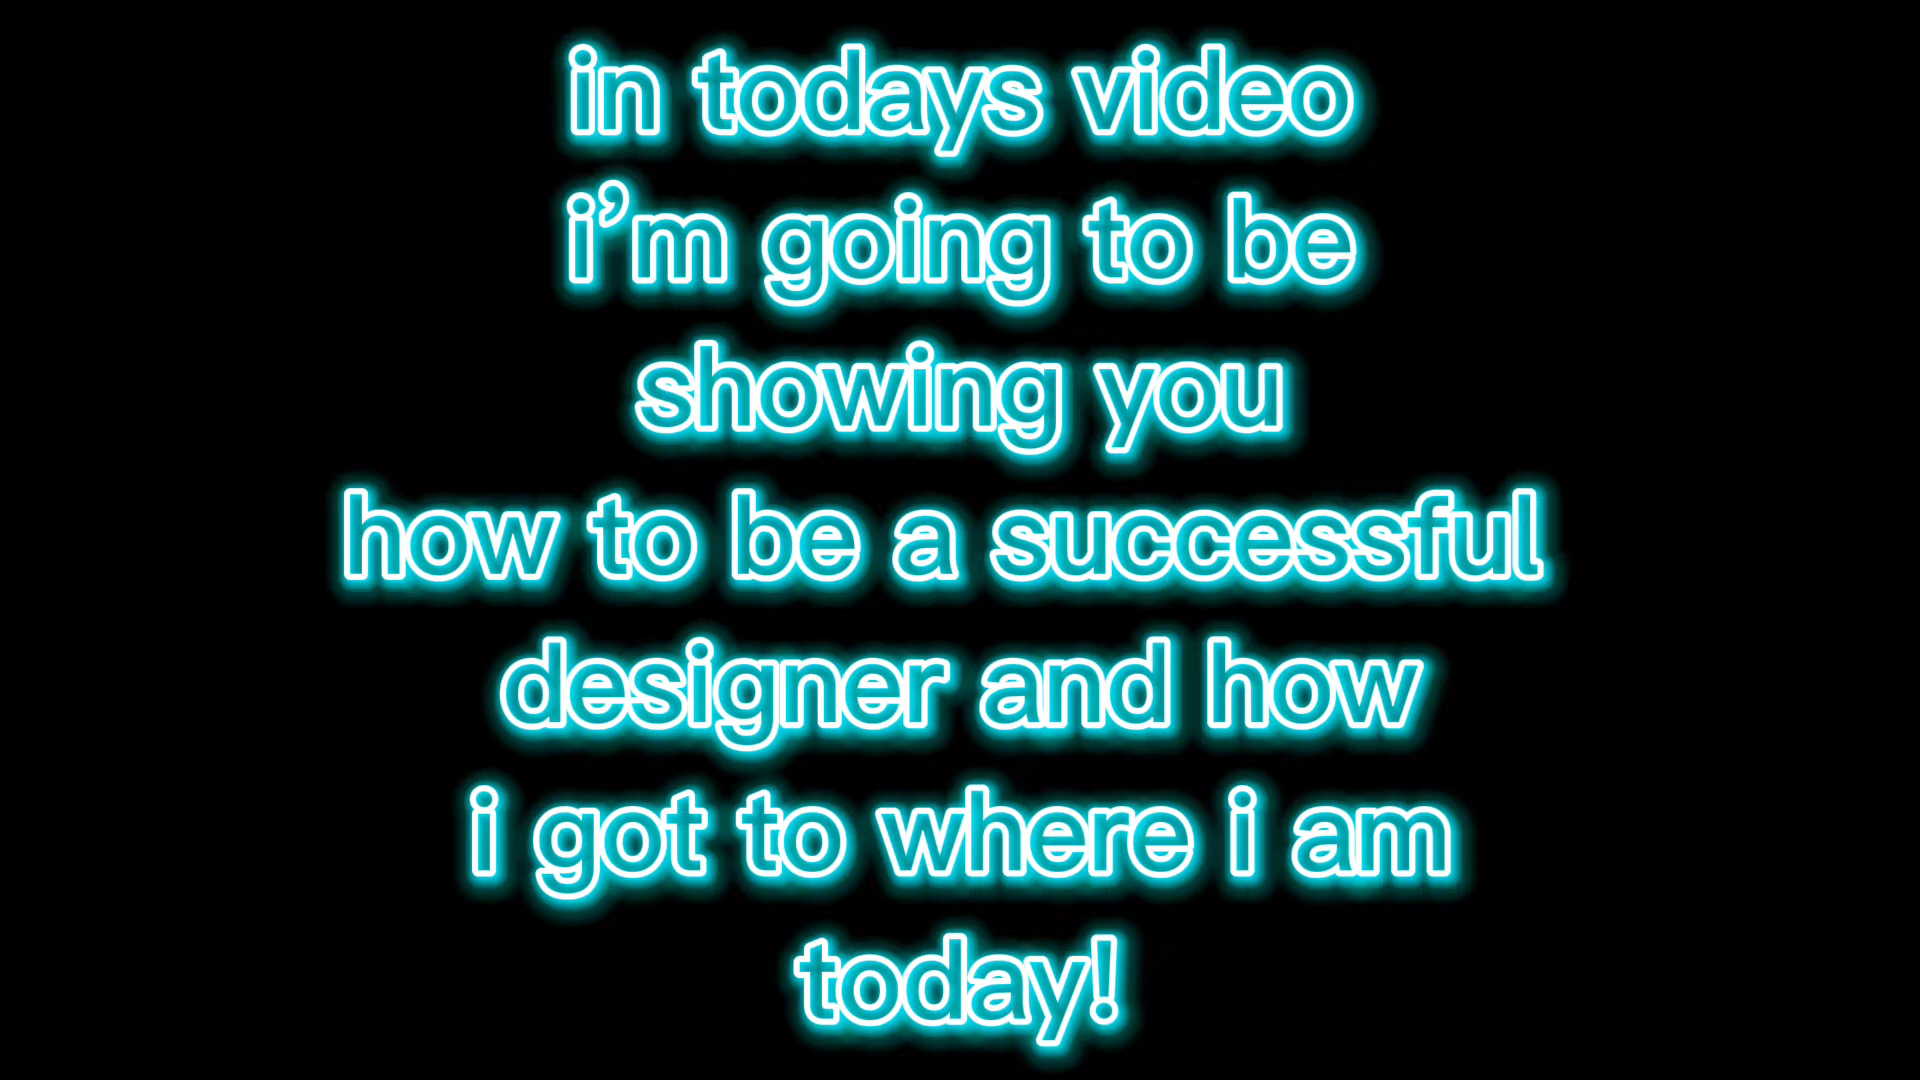 in todays video
i’m going to be
showing you
how to be a successful
designer and how
i got to where i am
today!